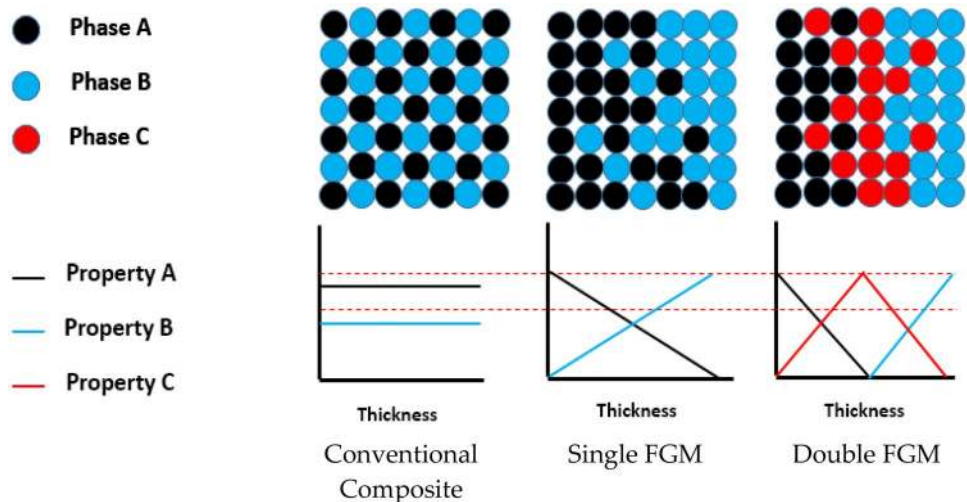 Phase A
Phase B
Phase C
Property A
Property B
Property C
Thickness
Thickness
Thickness
Conventional
Composite
Single FGM
Double FGM